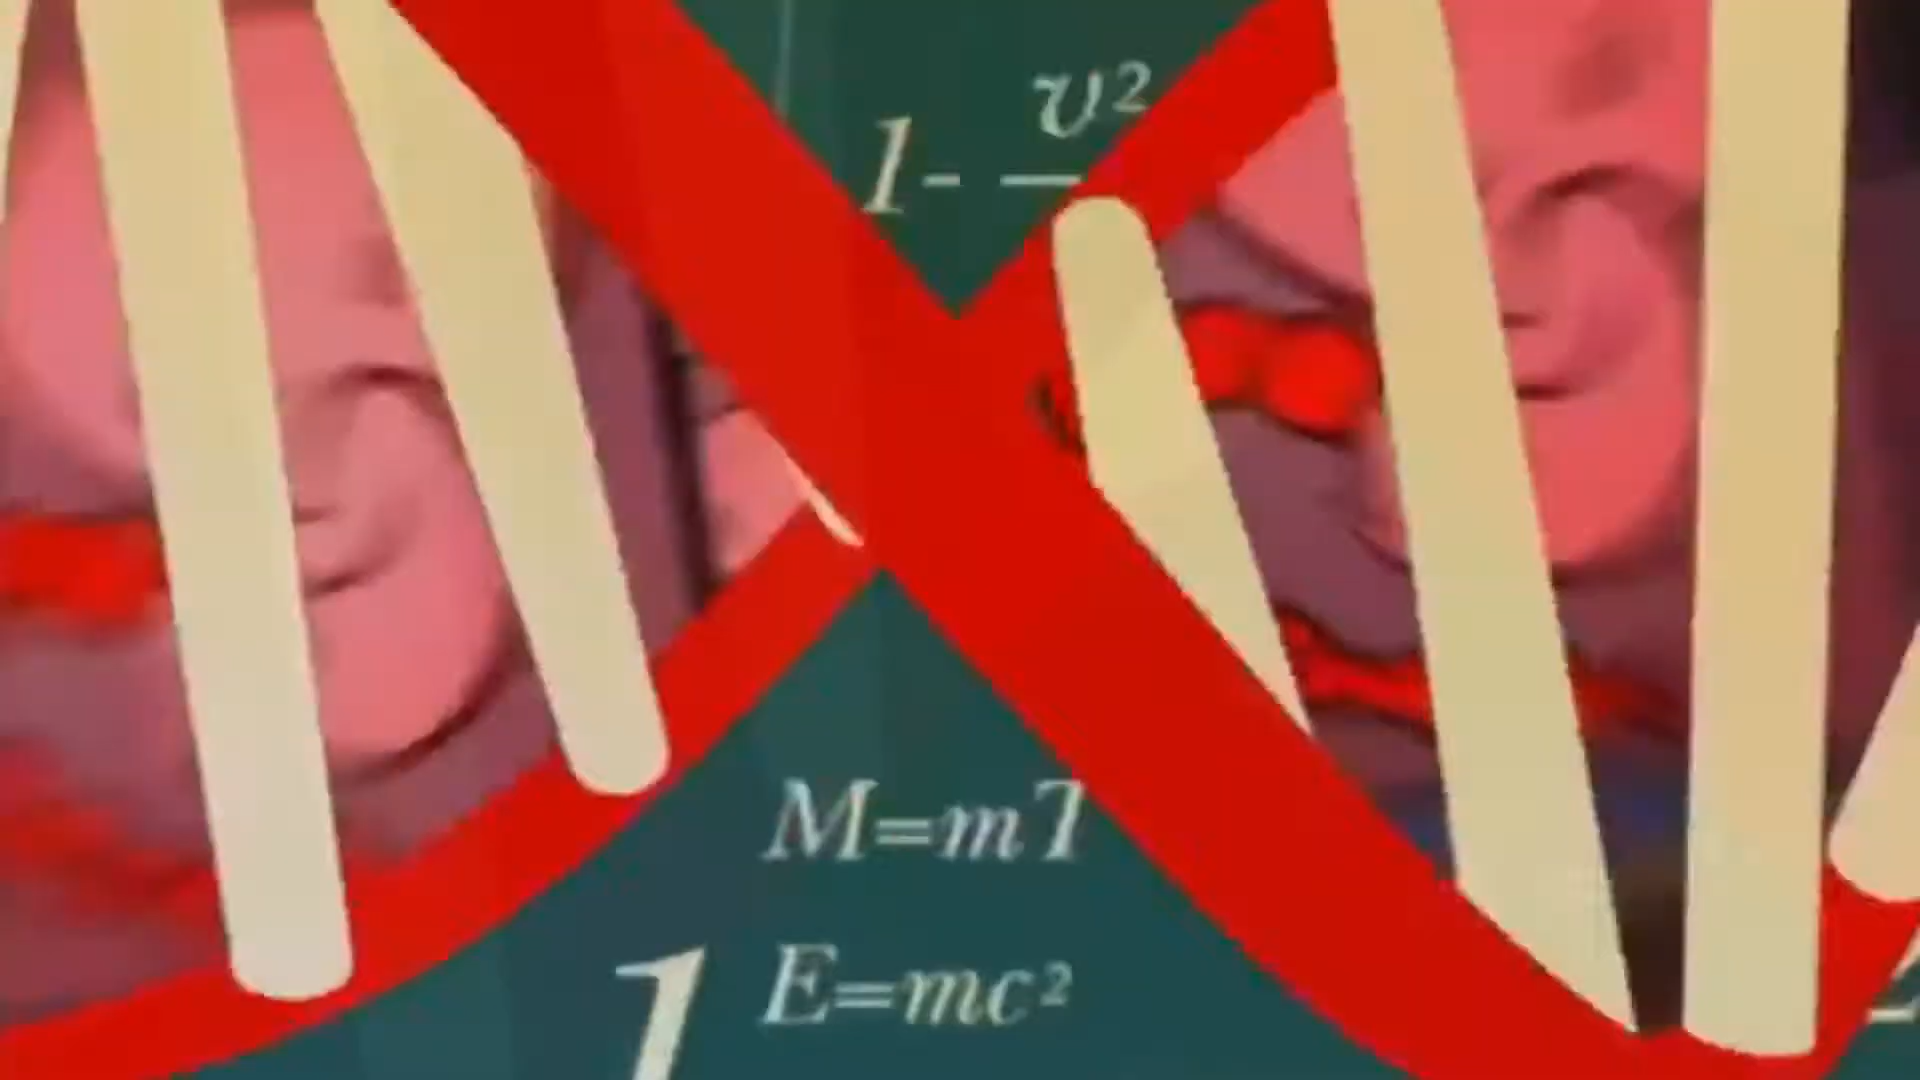 v²
1- —
M=mT
E=mc²
1